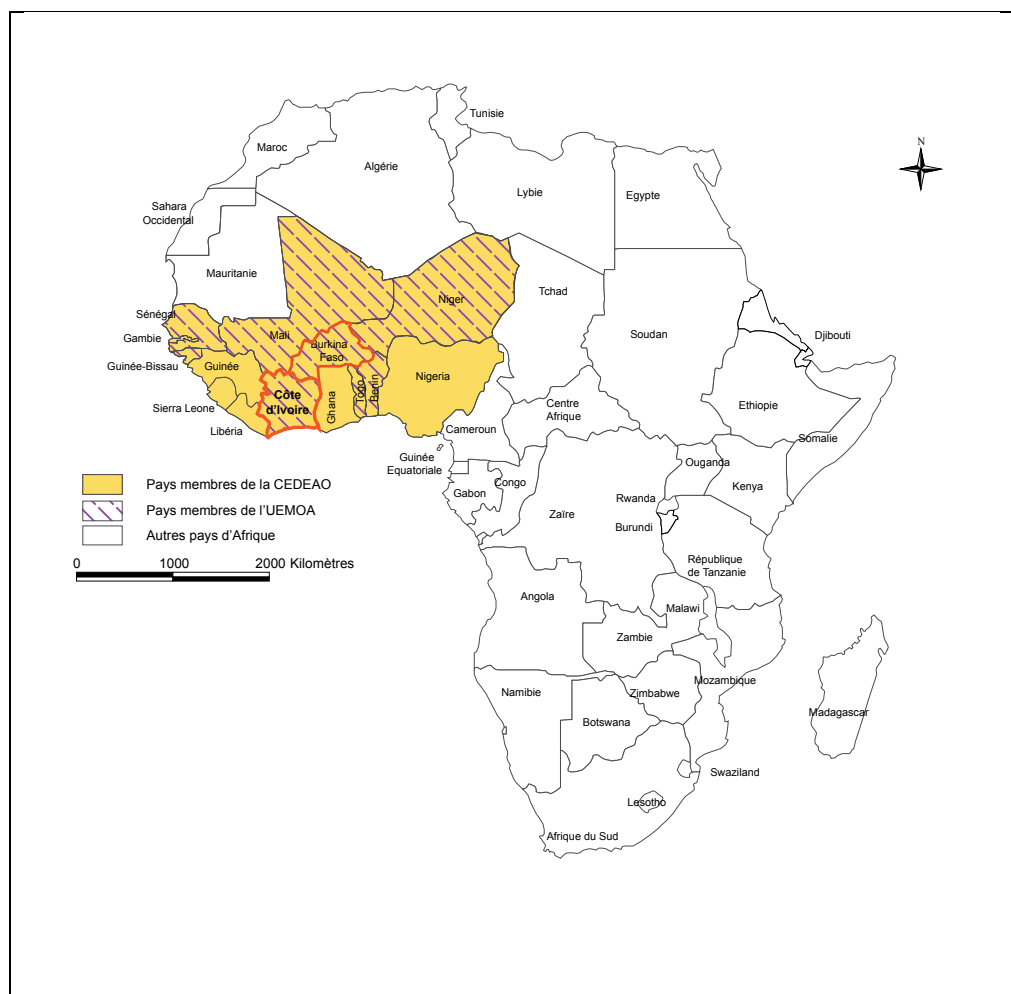 N
Tunisie
Maroc
Algérie
Lybie
Egypte
Sahara
Occidental
Mauritanie
Niger
Tchad
Soudan
Sénégal
Gambie
Guinée-Bissau
Mali
Burkina
Faso
Guinée
Côte
d'Ivoire
Ghana
Togo
Benin
Nigeria
Djibouti
Sierra Leone
Libéria
Centre
Afrique
Ethiopie
Cameroun
Somalie
Guinée
Equatoriale
Gabon
Congo
Ouganda
Kenya
Rwanda
Zaïre
Burundi
Pays membres de la CEDEAO
Pays membres de l'UEMOA
Autres pays d'Afrique
0 1000 2000 Kilomètres
République
de Tanzanie
Angola
Malawi
Zambie
Mozambique
Namibie
Zimbabwe
Madagascar
Botswana
Swaziland
Lesotho
Afrique du Sud